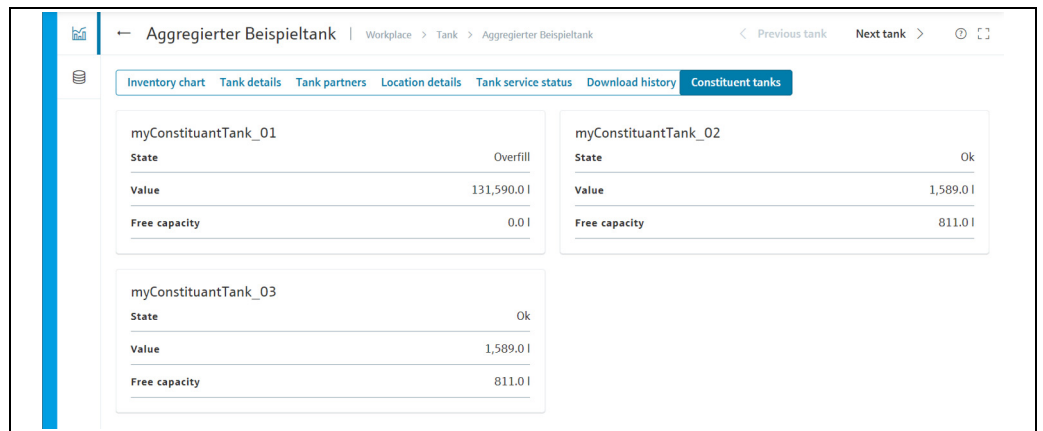 ← Aggregierter Beispieltank | Workplace > Tank > Aggregierter Beispieltank < Previous tank Next tank >
Inventory chart Tank details Tank partners Location details Tank service status Download history Constituent tanks
myConstituantTank_01
State Overfill
Value 131,590.0 l
Free capacity 0.0 l
myConstituantTank_02
State Ok
Value 1,589.0 l
Free capacity 811.0 l
myConstituantTank_03
State Ok
Value 1,589.0 l
Free capacity 811.0 l